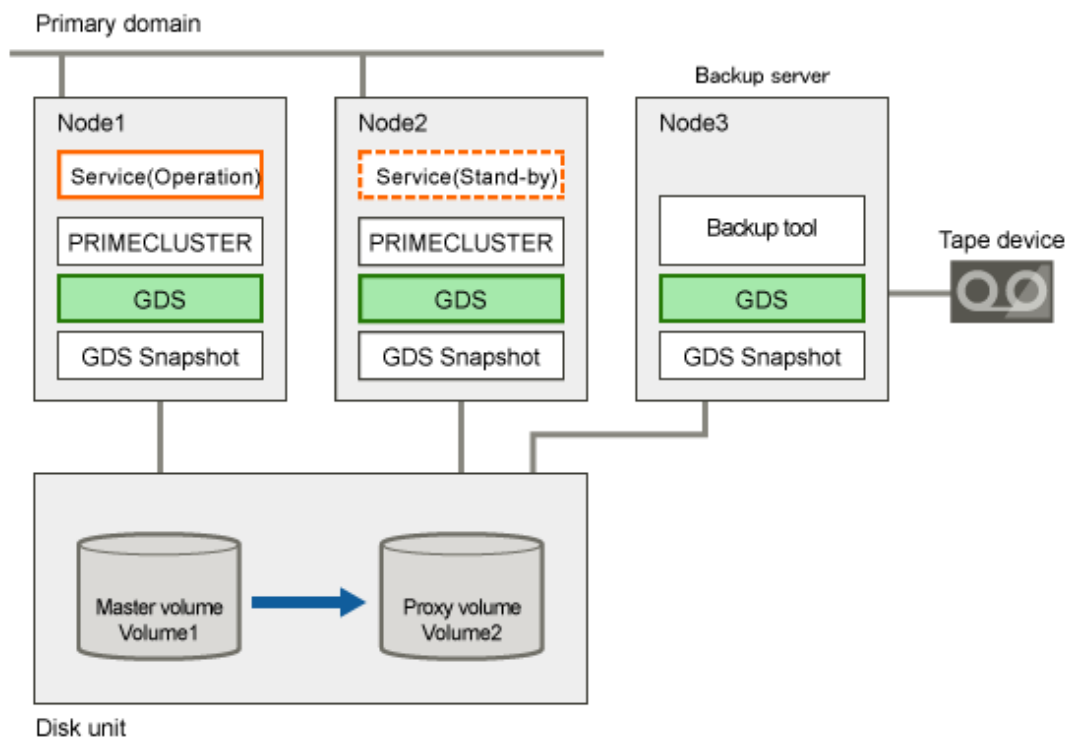 Primary domain
Backup server
Node1
Service(Operation)
PRIMECLUSTER
GDS
GDS Snapshot
Node2
Service(Stand-by)
PRIMECLUSTER
GDS
GDS Snapshot
Node3
Backup tool
GDS
GDS Snapshot
Tape device
Master volume
Volume1
Proxy volume
Volume2
Disk unit